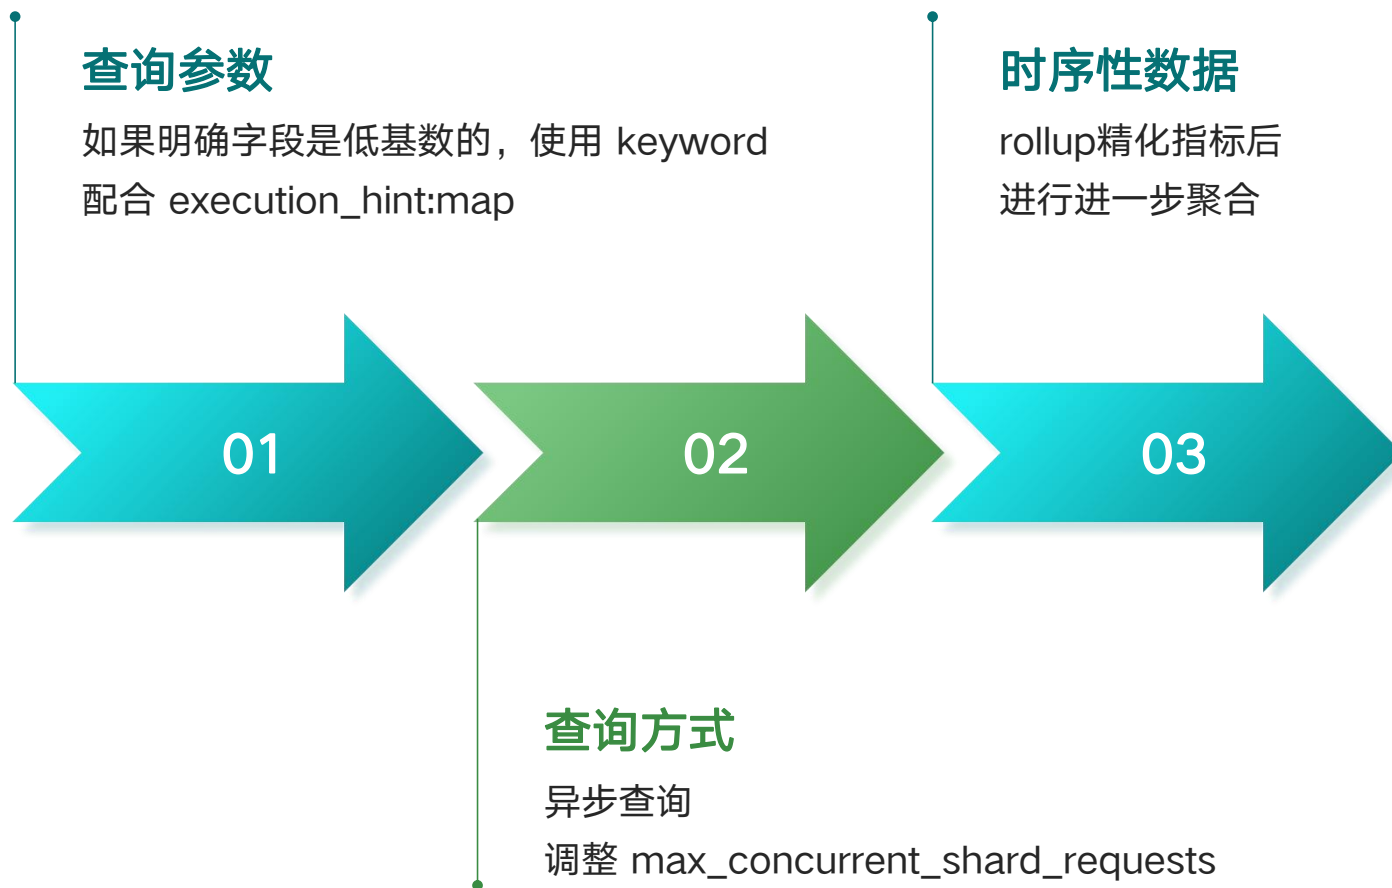 查询参数
如果明确字段是低基数的，使用 keyword
配合 execution_hint:map
时序性数据
rollup精化指标后
进行进一步聚合
01
02
03
查询方式
异步查询
调整 max_concurrent_shard_requests